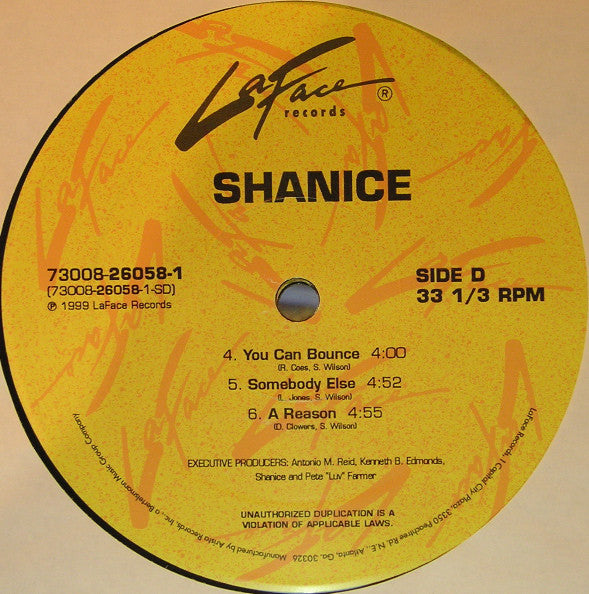 LaFace ®
records
SHANICE
73008-26058-1
(73008-26058-1-SD)
℗ 1999 LaFace Records
SIDE D
33 1/3 RPM
4. You Can Bounce 4:00
(R. Coes, S. Wilson)
5. Somebody Else 4:52
(L. Jones, S. Wilson)
6. A Reason 4:55
(D. Clowers, S. Wilson)
EXECUTIVE PRODUCERS: Antonio M. Reid, Kenneth B. Edmonds,
Shanice and Pete "Luv" Farmer
UNAUTHORIZED DUPLICATION IS A
VIOLATION OF APPLICABLE LAWS.
LaFace Records, 1 Capitol City Plaza, 3350 Peachtree Rd. N.E., Atlanta, Ga. 30326 Manufactured by Arista Records, Inc., a Bertelsmann Music Group Company